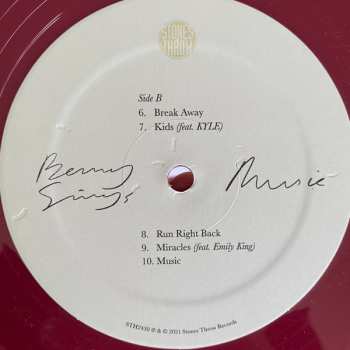 STONES
THROW
Side B
6. Break Away
7. Kids (feat. KYLE)
Benny
Sings
Music
8. Run Right Back
9. Miracles (feat. Emily King)
10. Music
STH2450 ℗ & © 2021 Stones Throw Records